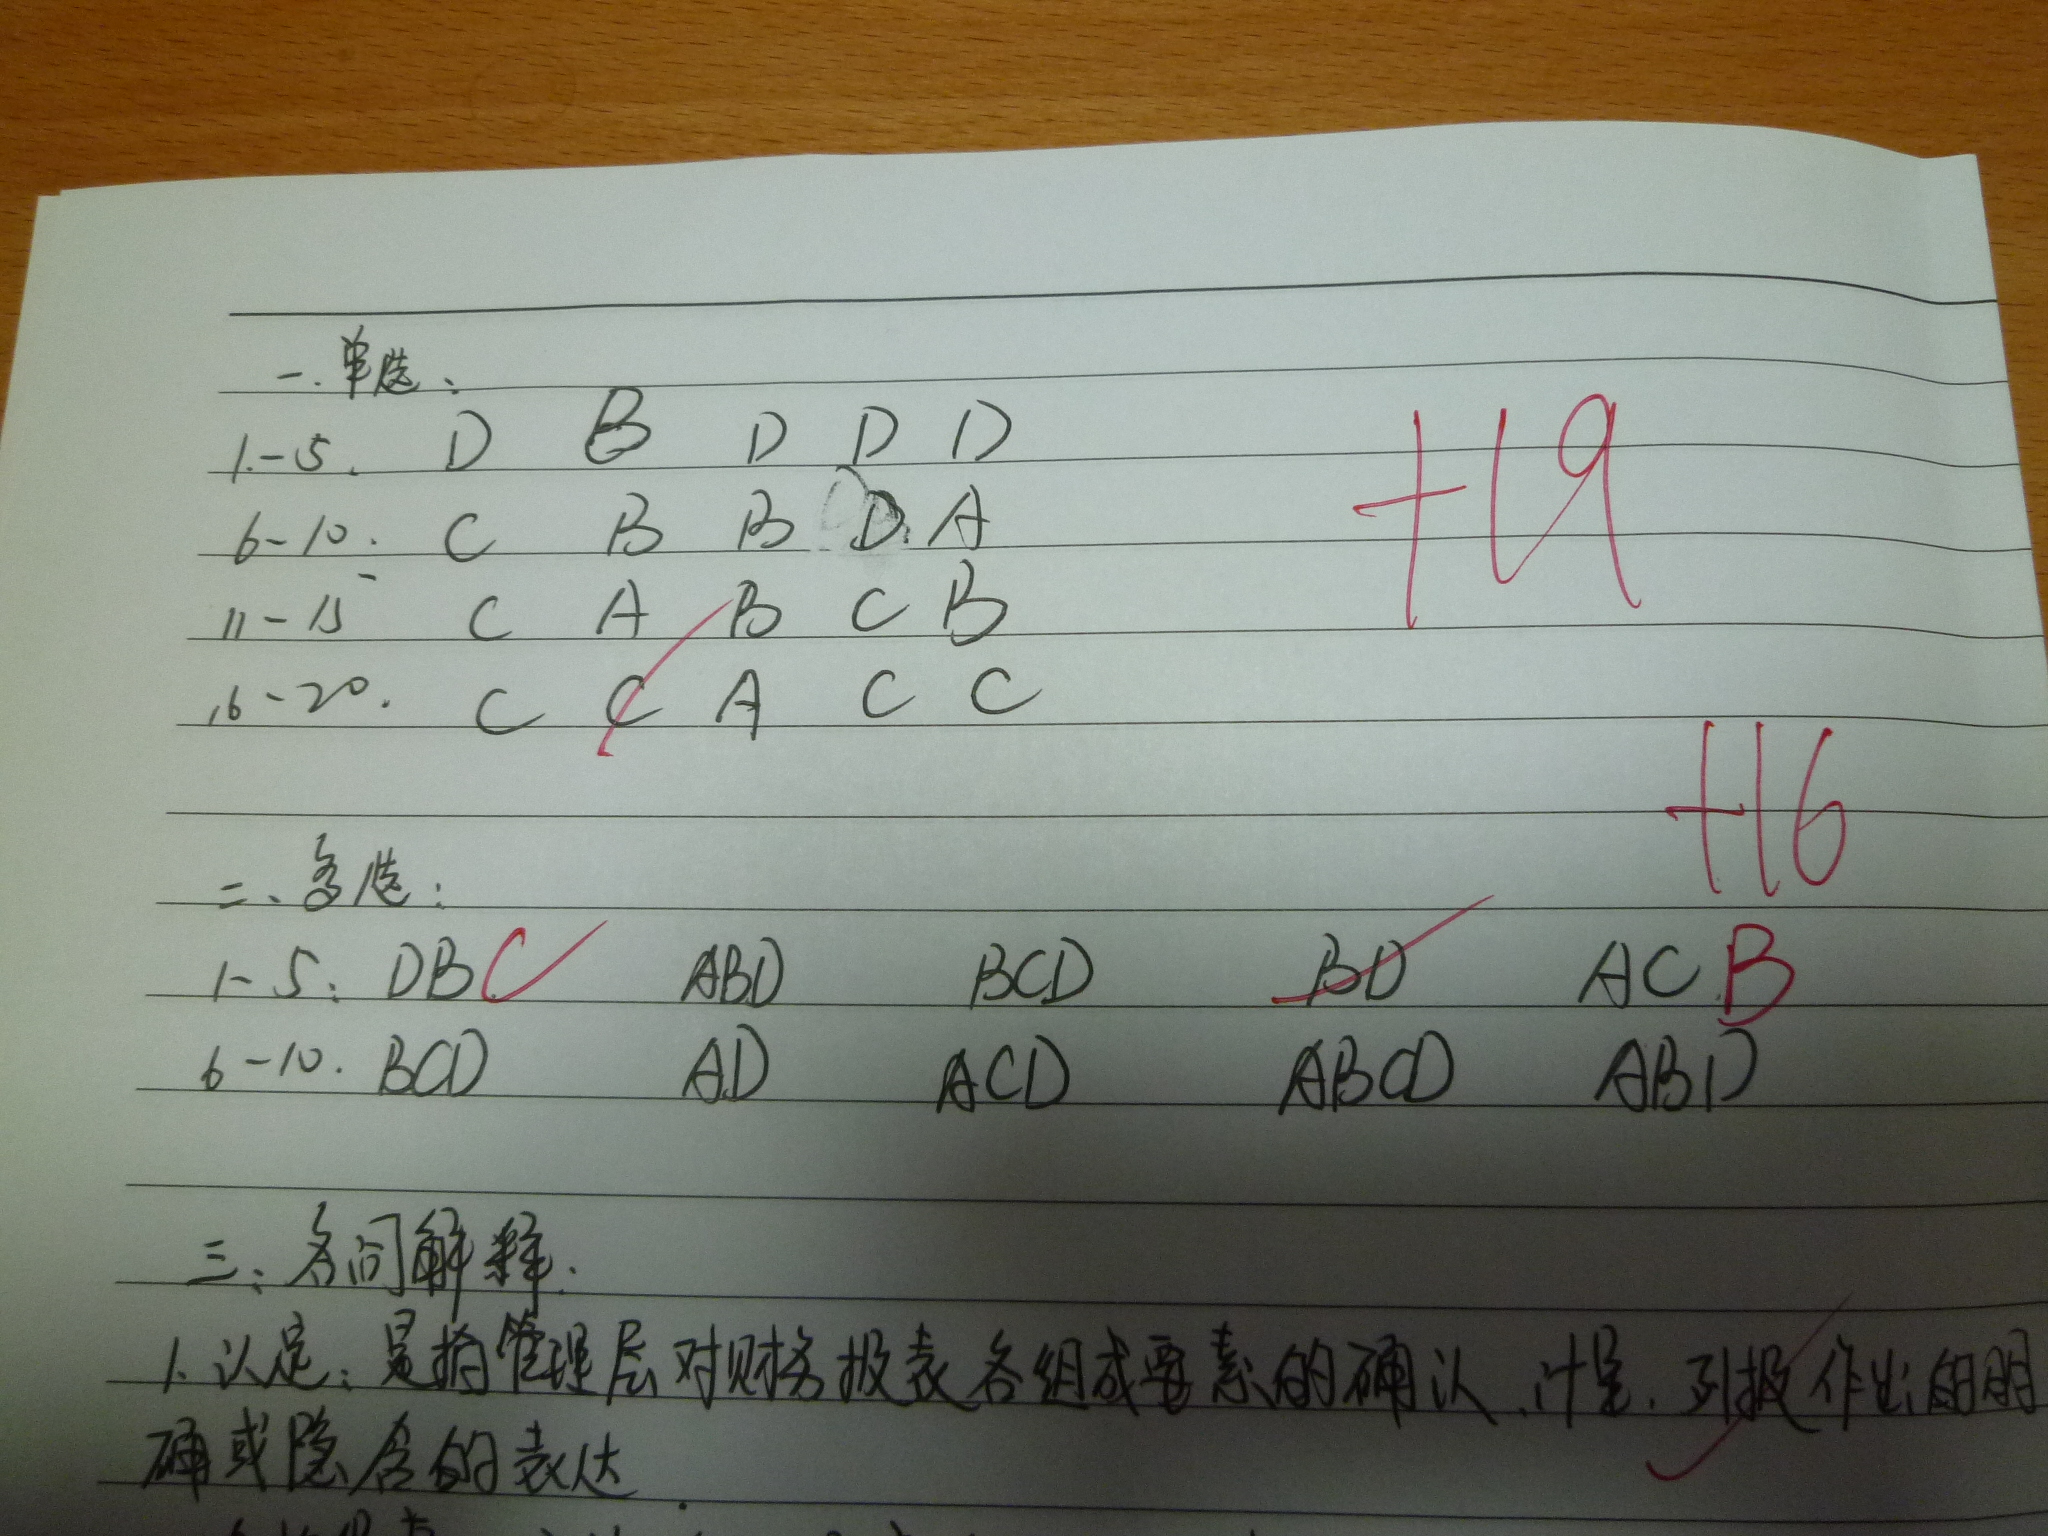 一.单选:
1.-5. D B D D D
6-10. C B B D. A
11-15 C A B C B
16-20. C C A C C
+19
+16
二、多选:
1-5: DBC ABD BCD BD ACB
6-10. BCD AD ACD ABCD ABD
三、名词解释.
1.认定:是指管理层对财务报表各组成要素的确认、计量、列报作出的明
确或隐含的表达.